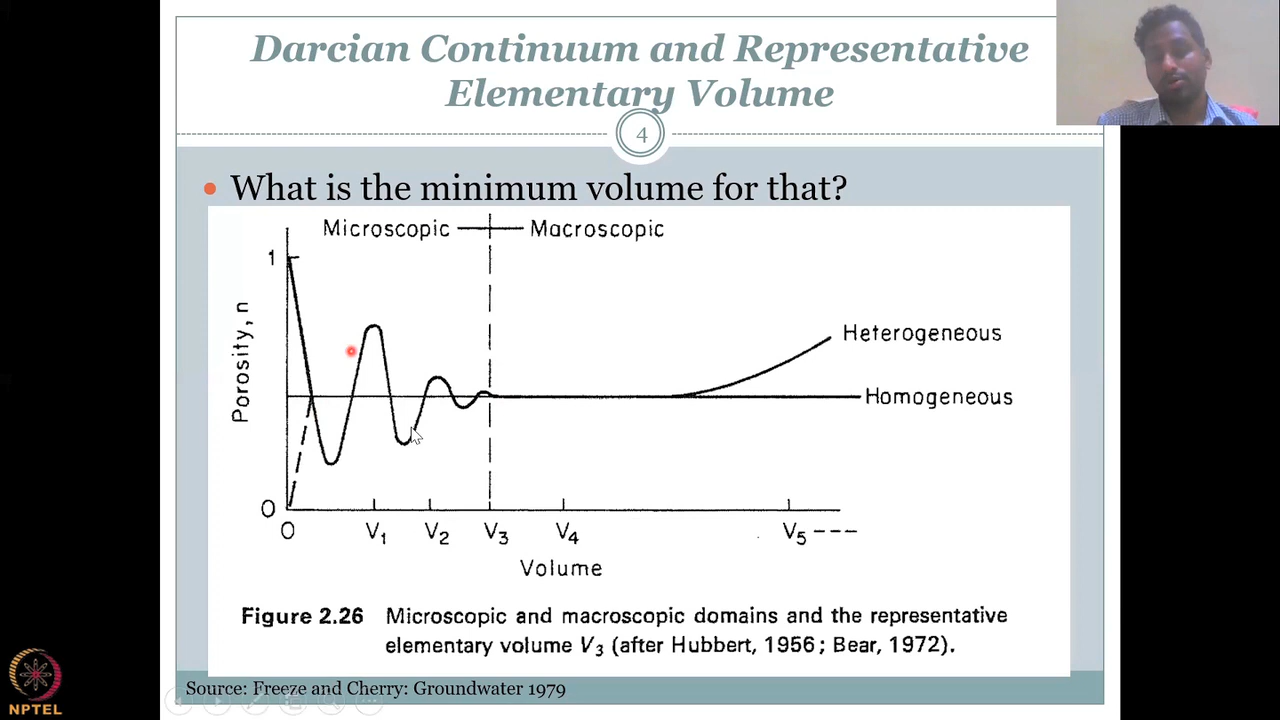 Darcian Continuum and Representative
Elementary Volume
4
• What is the minimum volume for that?
Microscopic
Macroscopic
1
Porosity, n
Heterogeneous
Homogeneous
0
0 V₁ V₂ V₃ V₄ V₅ ---
Volume
Figure 2.26 Microscopic and macroscopic domains and the representative
elementary volume V₃ (after Hubbert, 1956; Bear, 1972).
Source: Freeze and Cherry: Groundwater 1979
NPTEL